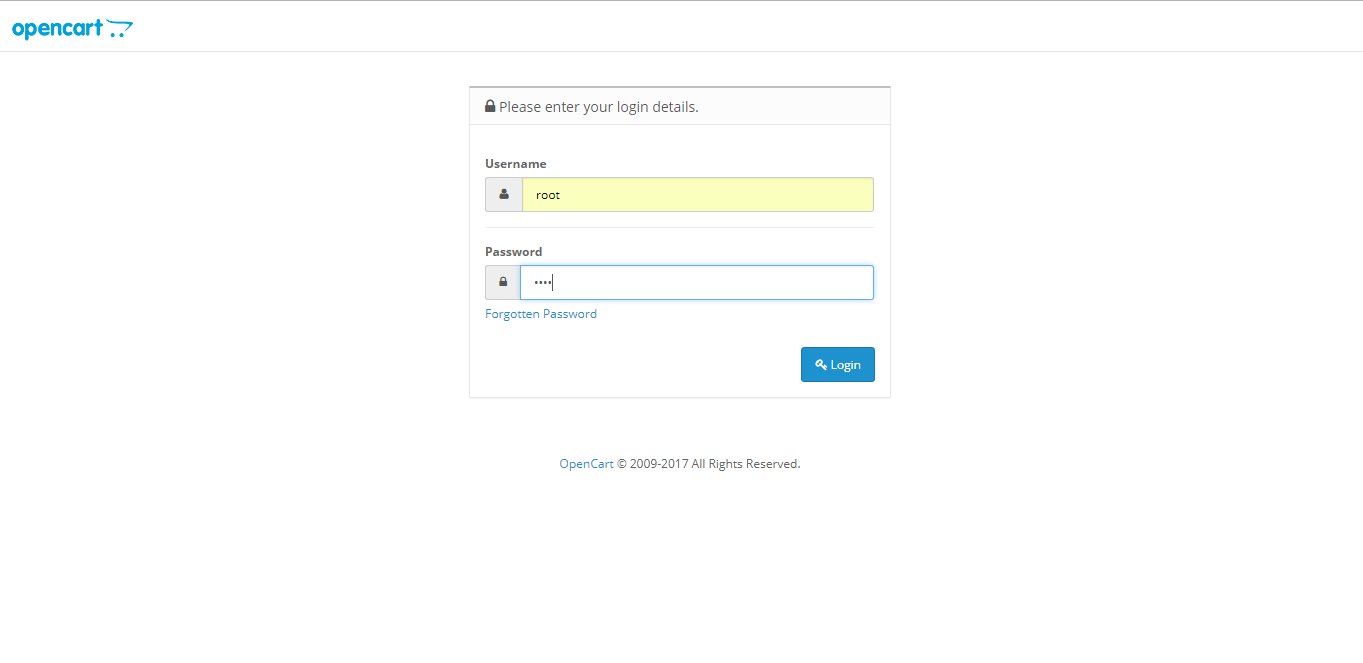 opencart
Please enter your login details.
Username
root
Password
••••
Forgotten Password
Login
OpenCart © 2009-2017 All Rights Reserved.